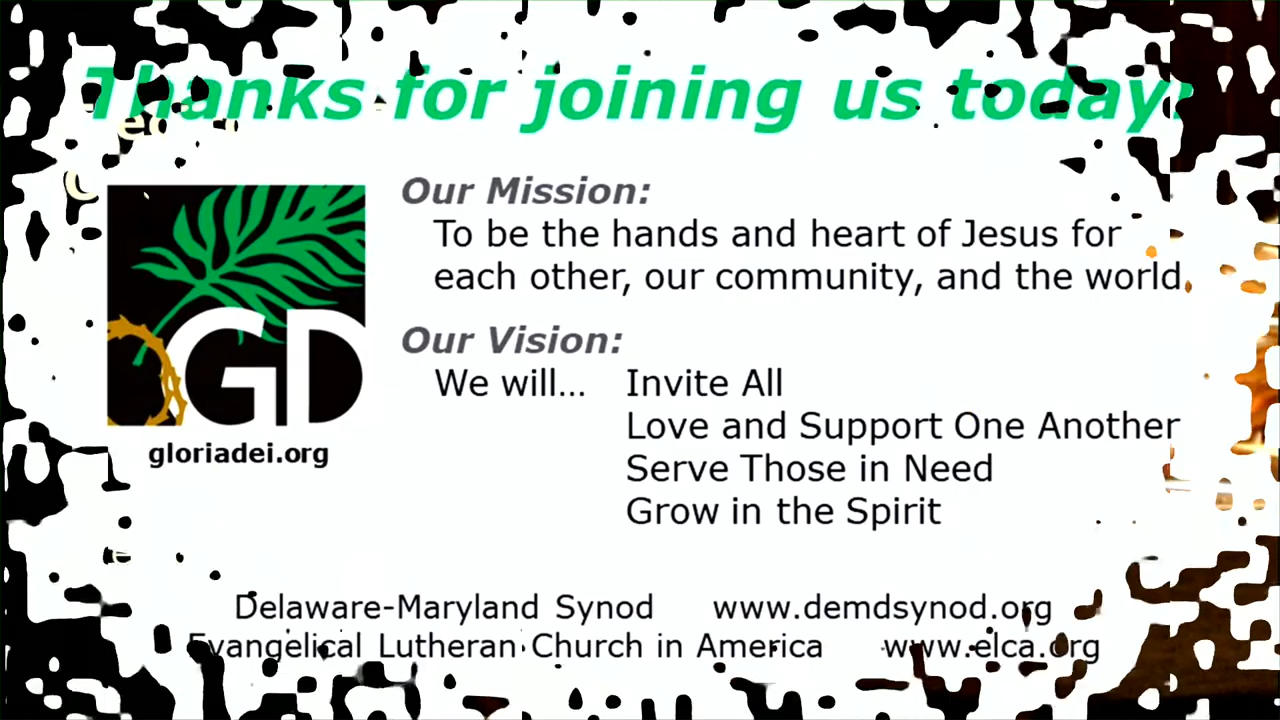 Thanks for joining us today!
Our Mission:
To be the hands and heart of Jesus for
each other, our community, and the world.
Our Vision:
We will... Invite All
Love and Support One Another
Serve Those in Need
Grow in the Spirit
GD
gloriadei.org
Delaware-Maryland Synod www.demdsynod.org
Evangelical Lutheran Church in America www.elca.org